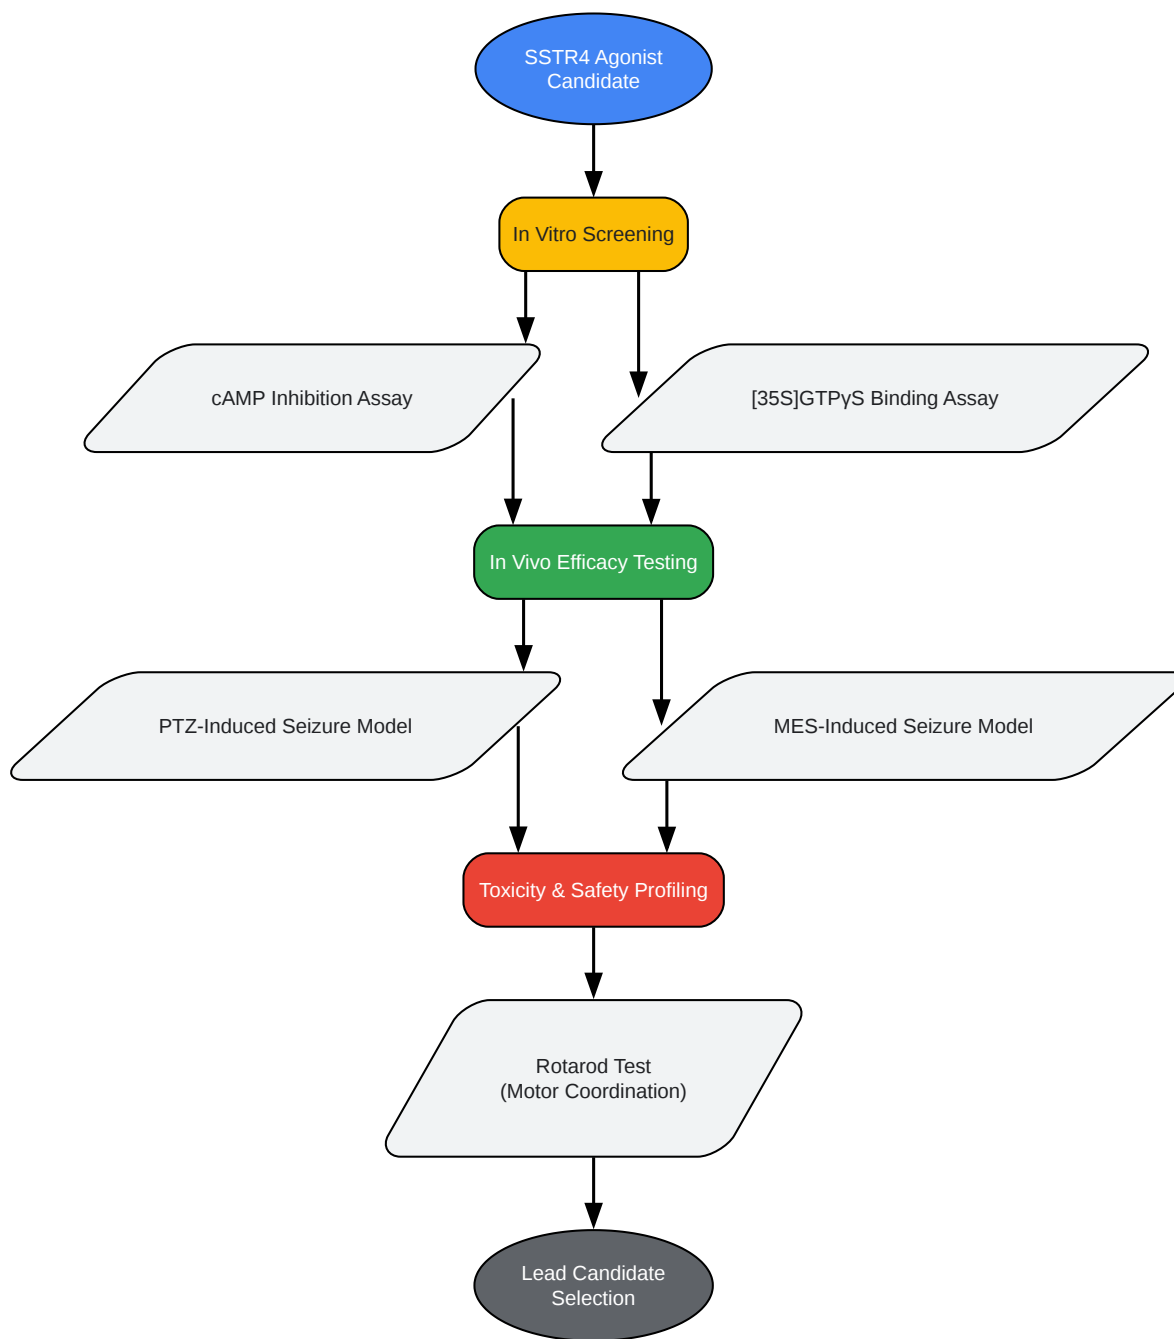 SSTR4 Agonist
Candidate
In Vitro Screening
cAMP Inhibition Assay
[35S]GTPγS Binding Assay
In Vivo Efficacy Testing
PTZ-Induced Seizure Model
MES-Induced Seizure Model
Toxicity & Safety Profiling
Rotarod Test
(Motor Coordination)
Lead Candidate
Selection